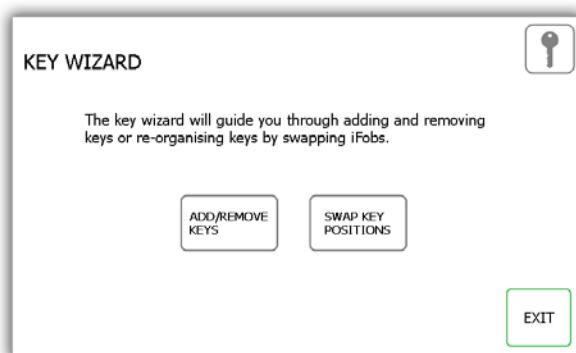 KEY WIZARD
The key wizard will guide you through adding and removing
keys or re-organising keys by swapping iFobs.
ADD/REMOVE
KEYS
SWAP KEY
POSITIONS
EXIT